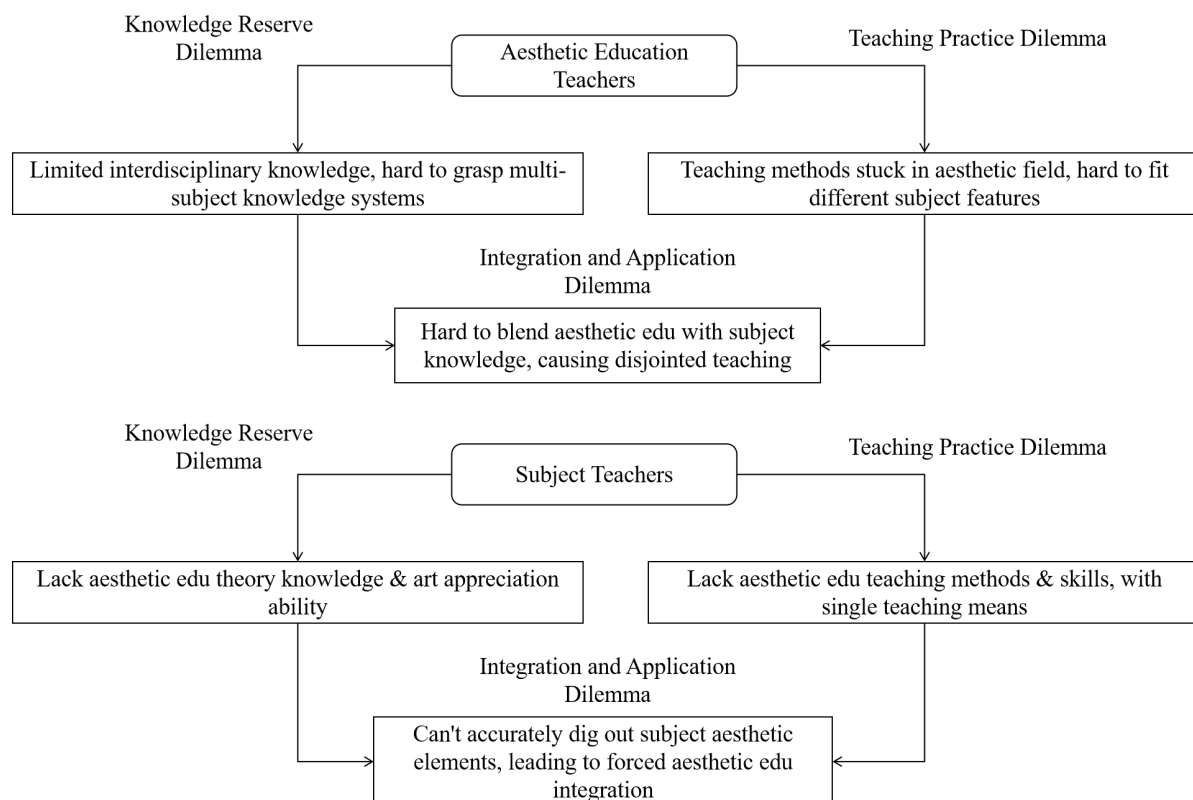 Knowledge Reserve
Dilemma
Teaching Practice Dilemma
Aesthetic Education
Teachers
Limited interdisciplinary knowledge, hard to grasp multi-
subject knowledge systems
Teaching methods stuck in aesthetic field, hard to fit
different subject features
Integration and Application
Dilemma
Hard to blend aesthetic edu with subject
knowledge, causing disjointed teaching
Knowledge Reserve
Dilemma
Teaching Practice Dilemma
Subject Teachers
Lack aesthetic edu theory knowledge & art appreciation
ability
Lack aesthetic edu teaching methods & skills, with
single teaching means
Integration and Application
Dilemma
Can't accurately dig out subject aesthetic
elements, leading to forced aesthetic edu
integration